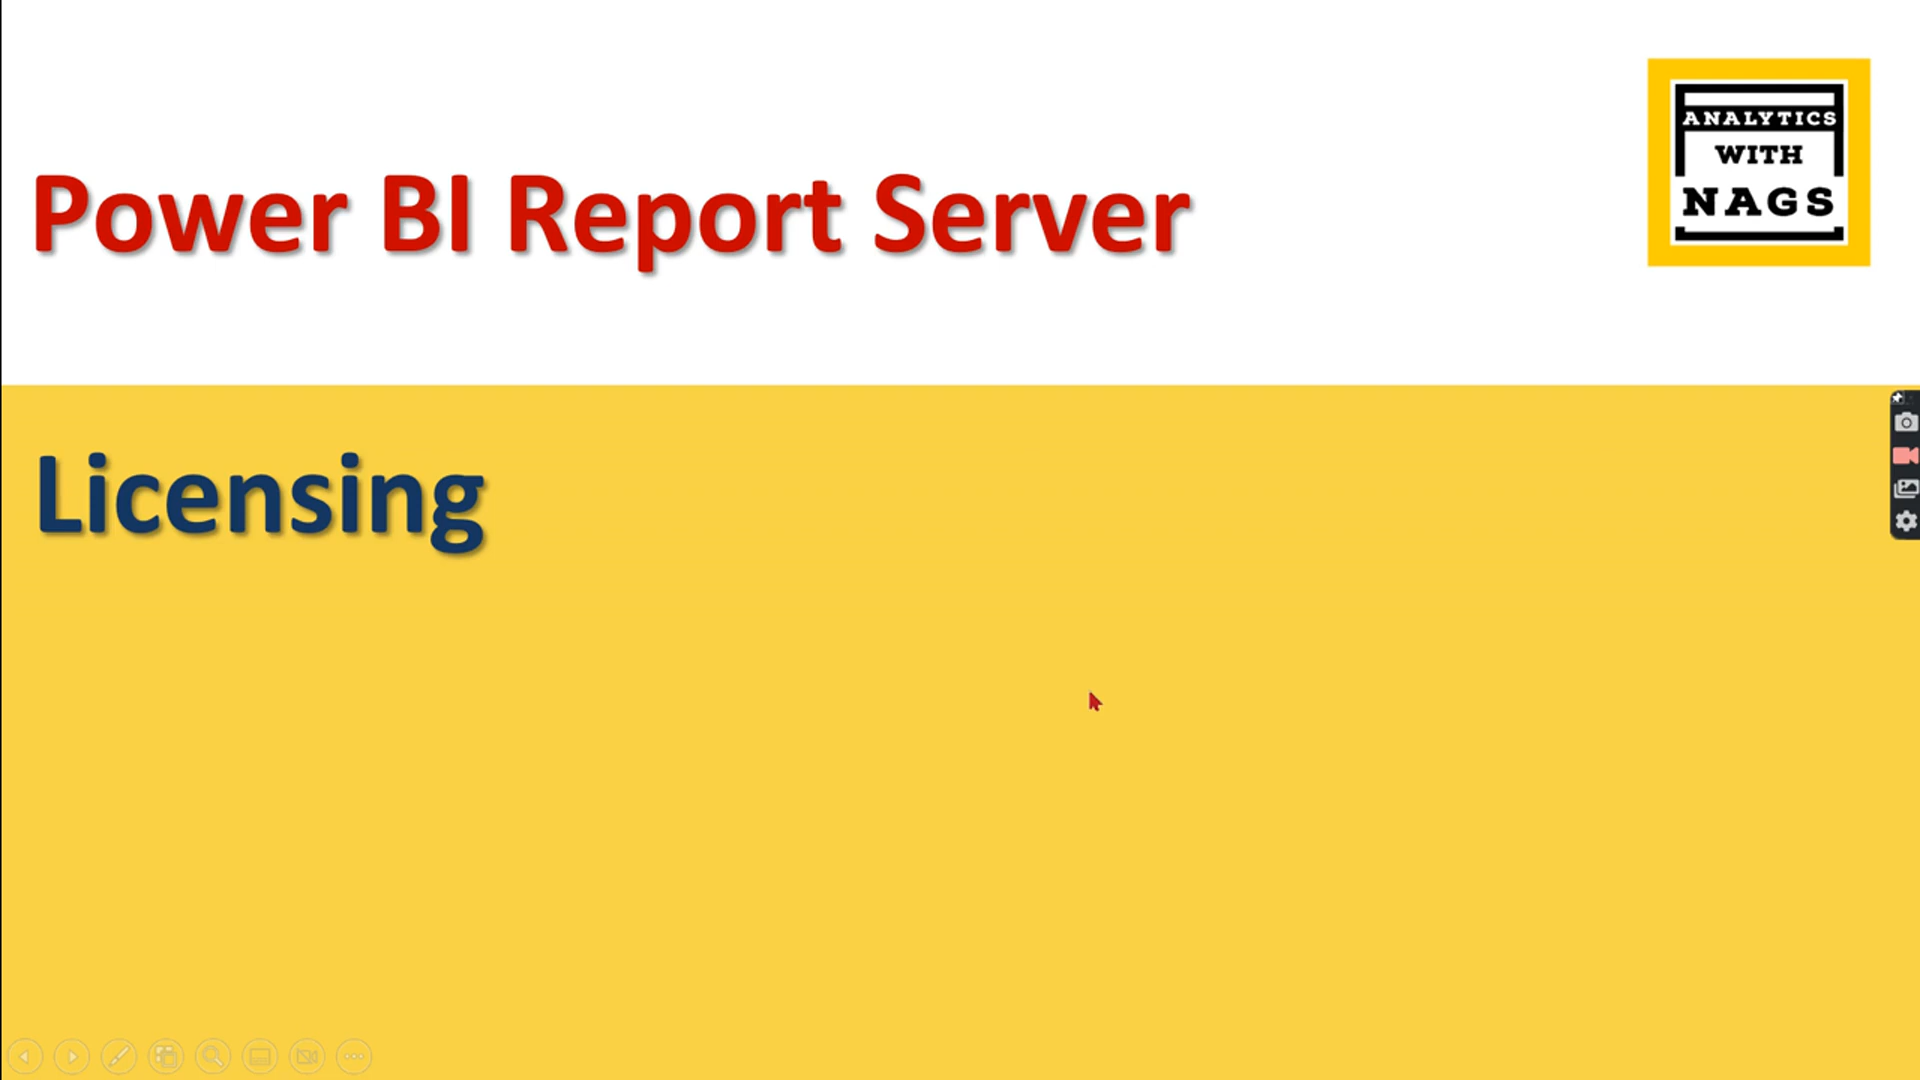 Power BI Report Server
ANALYTICS
WITH
NAGS
Licensing